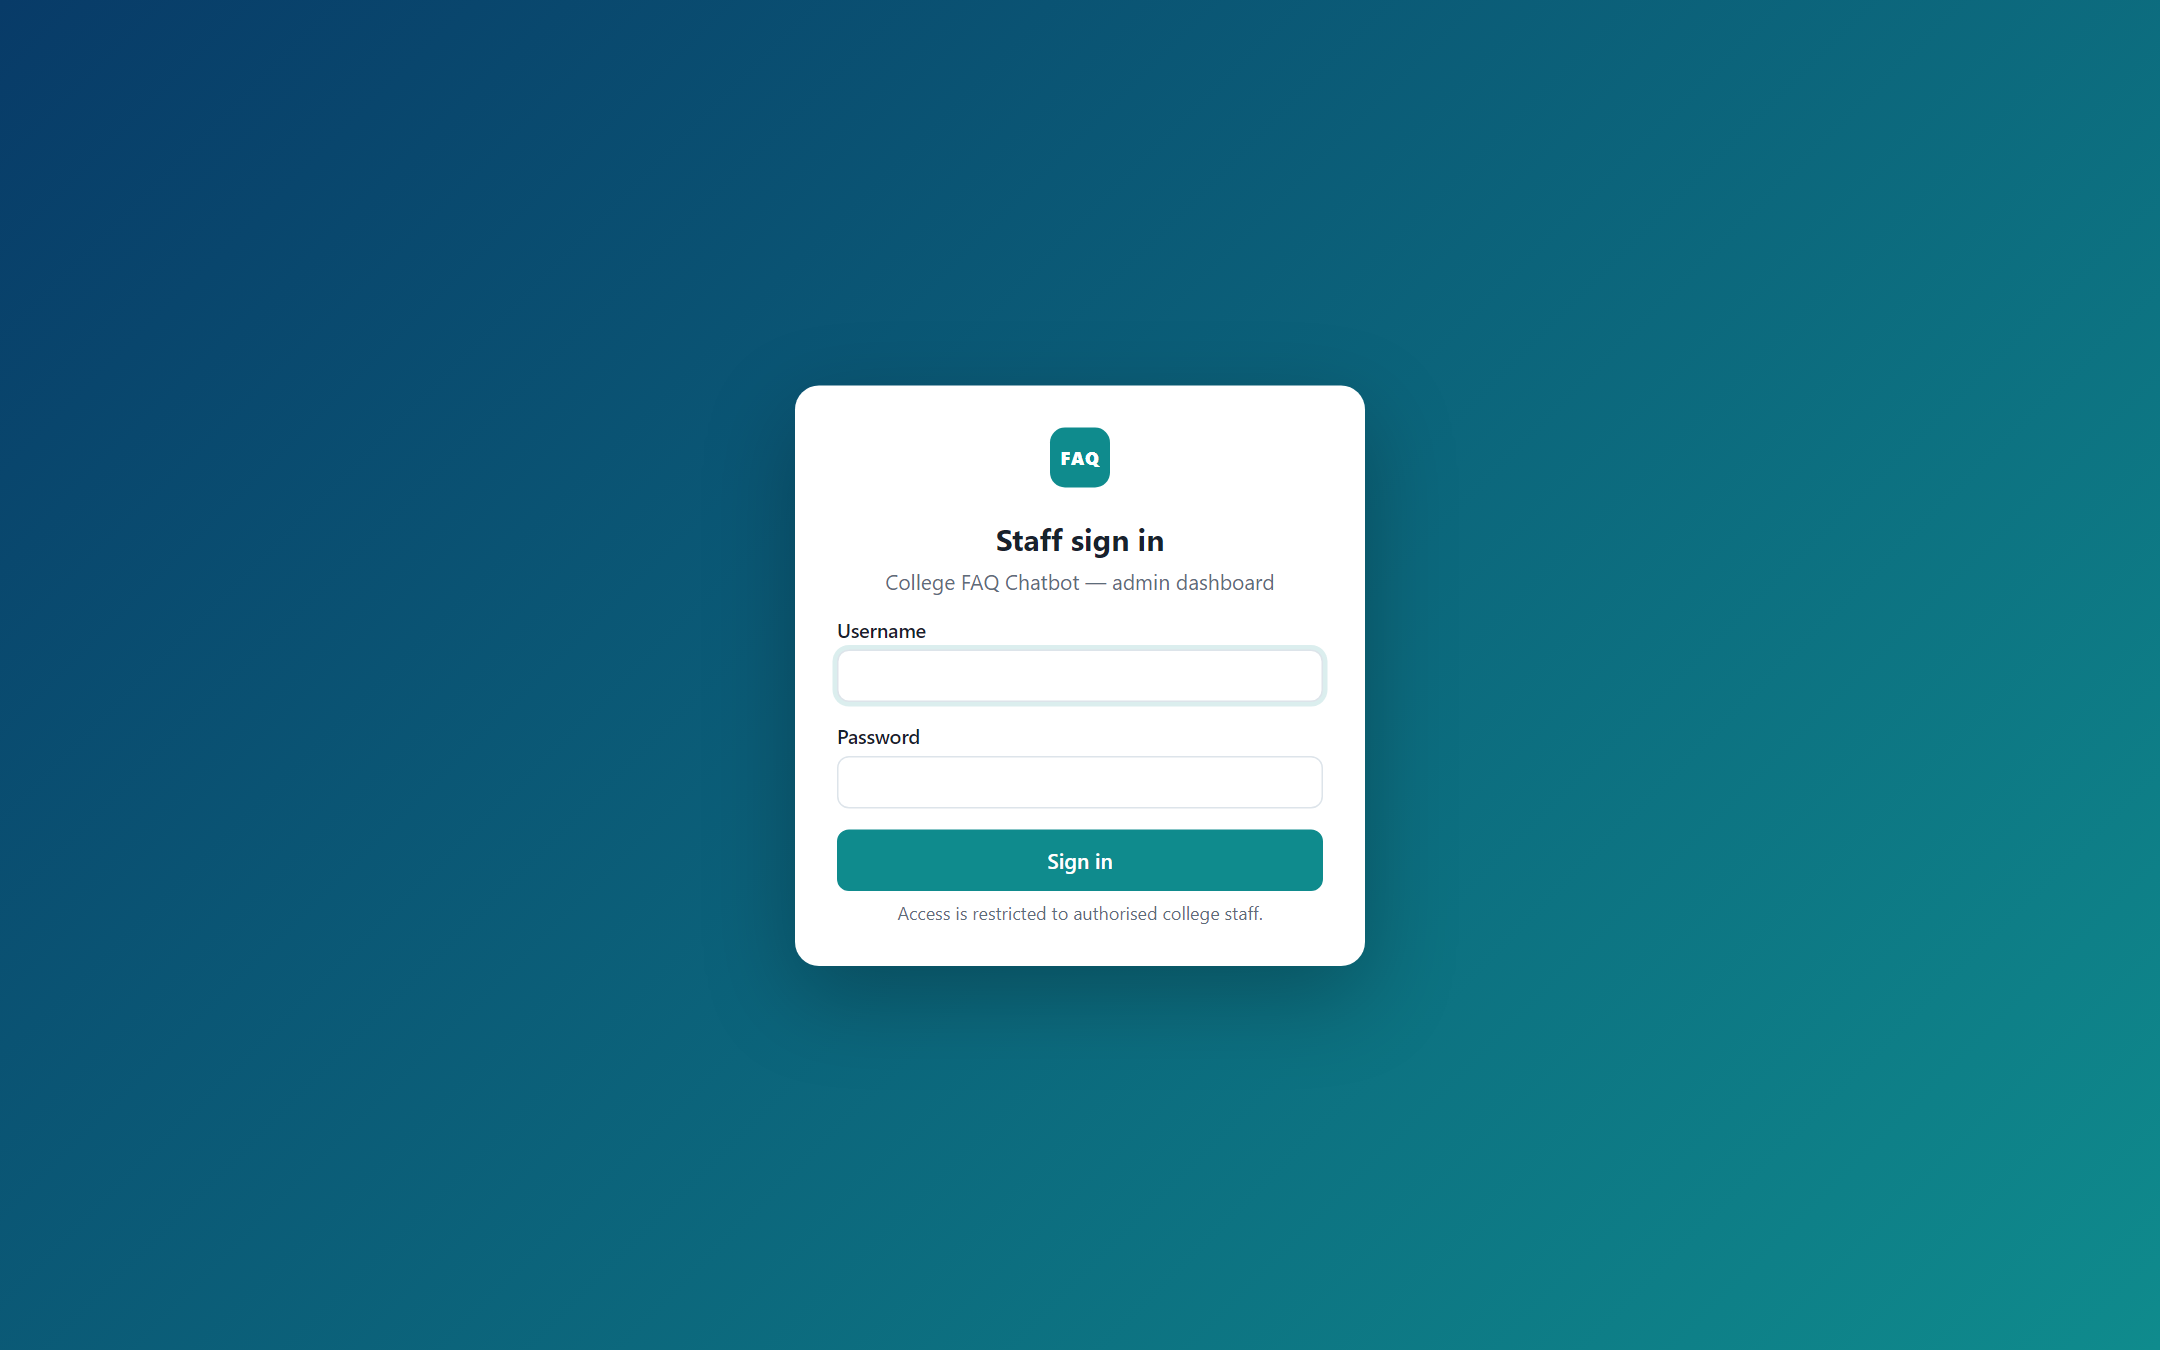 FAQ
Staff sign in
College FAQ Chatbot — admin dashboard
Username
Password
Sign in
Access is restricted to authorised college staff.